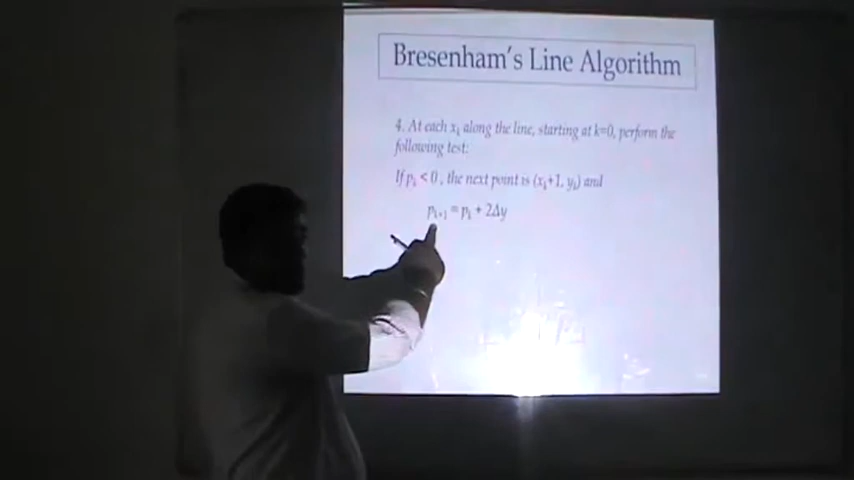 Bresenham's Line Algorithm
4. At each xₖ along the line, starting at k=0, perform the
following test:
If pₖ < 0 , the next point is (xₖ+1, yₖ) and
pₖ₊₁ = pₖ + 2Δy